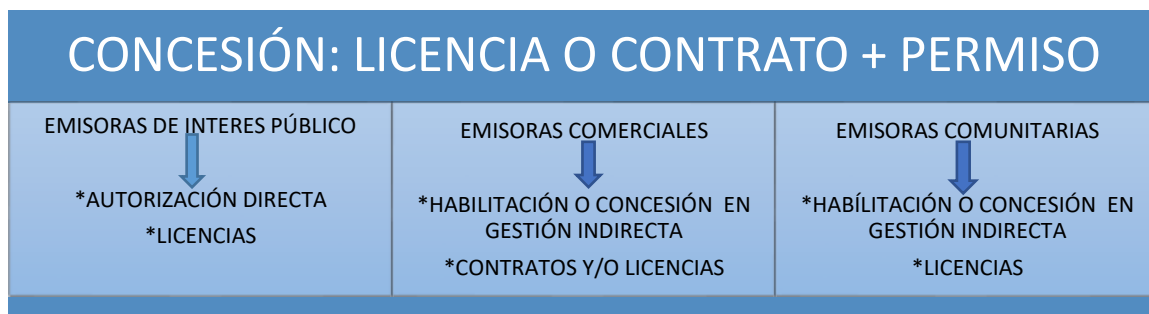 CONCESIÓN: LICENCIA O CONTRATO + PERMISO
EMISORAS DE INTERES PÚBLICO
*AUTORIZACIÓN DIRECTA
*LICENCIAS
EMISORAS COMERCIALES
*HABILITACIÓN O CONCESIÓN EN
GESTIÓN INDIRECTA
*CONTRATOS Y/O LICENCIAS
EMISORAS COMUNITARIAS
*HABÍLITACIÓN O CONCESIÓN EN
GESTIÓN INDIRECTA
*LICENCIAS